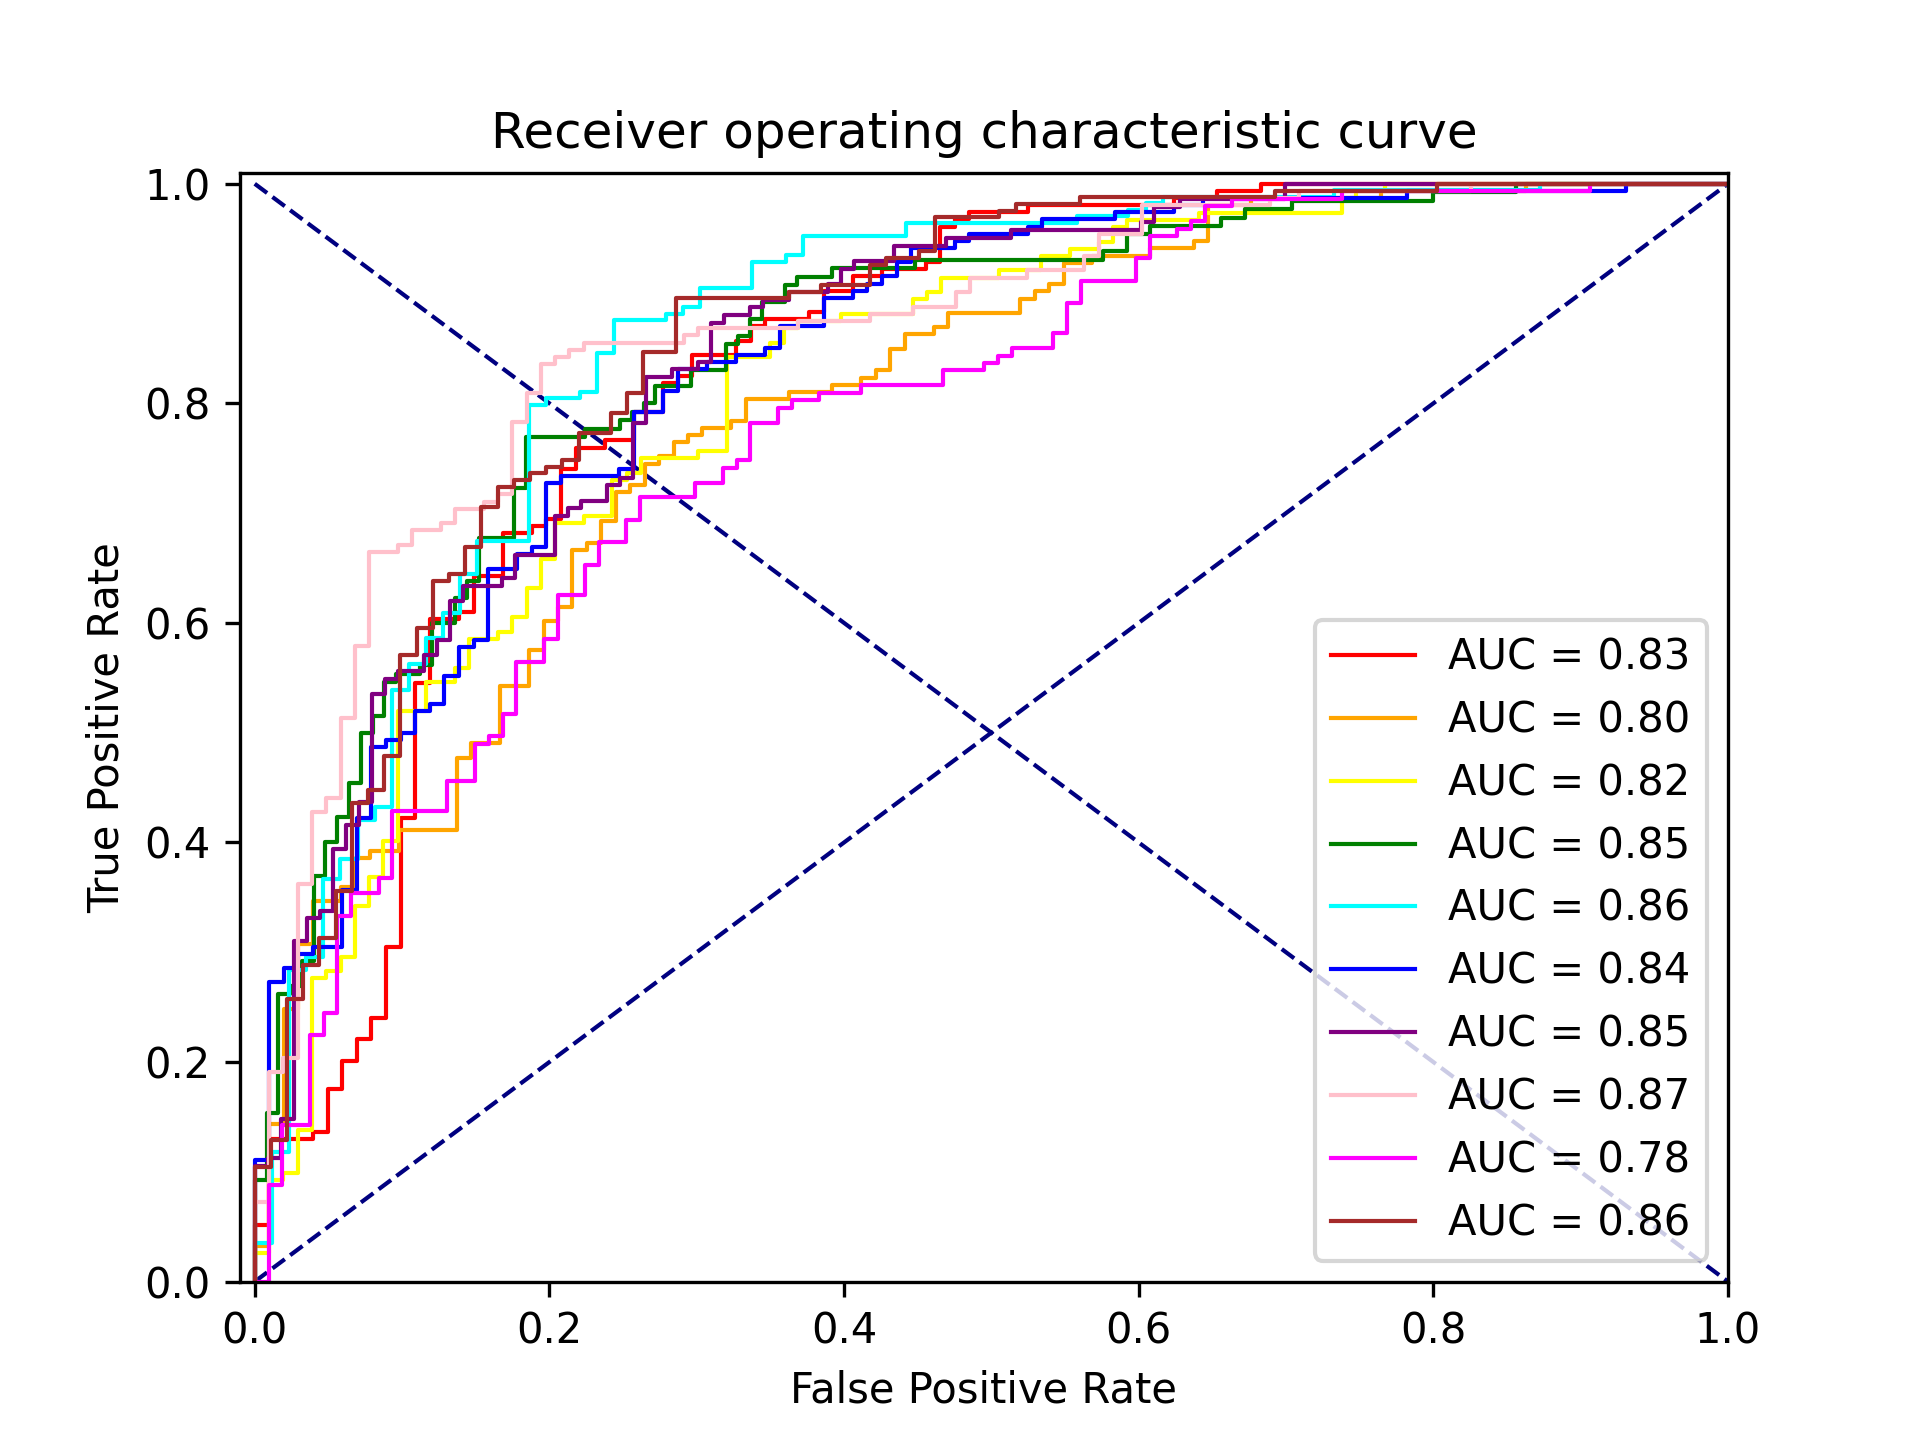 Receiver operating characteristic curve
1.0
0.8
0.6
0.4
0.2
0.0
True Positive Rate
AUC = 0.83
AUC = 0.80
AUC = 0.82
AUC = 0.85
AUC = 0.86
AUC = 0.84
AUC = 0.85
AUC = 0.87
AUC = 0.78
AUC = 0.86
0.0 0.2 0.4 0.6 0.8 1.0
False Positive Rate